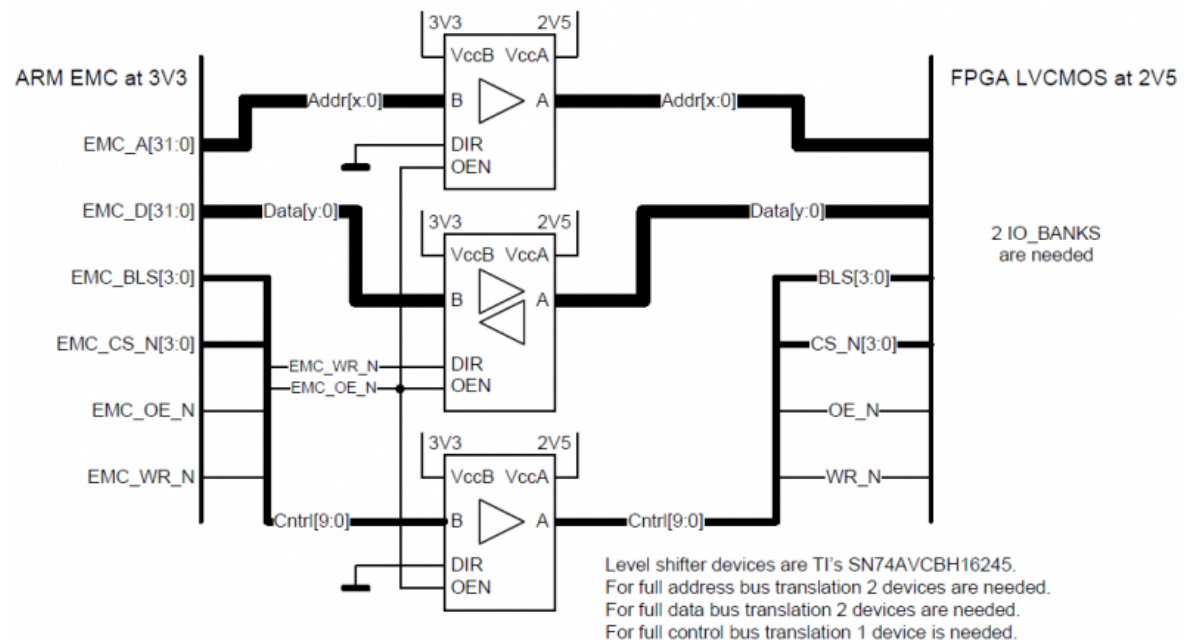 3V3 2V5
VccB VccA
ARM EMC at 3V3
FPGA LVCMOS at 2V5
Addr[x:0]
B A
Addr[x:0]
EMC_A[31:0]
DIR
OEN
EMC_D[31:0]
Data[y:0]
3V3 2V5
Data[y:0]
VccB VccA
2 IO_BANKS
are needed
EMC_BLS[3:0]
B A
BLS[3:0]
EMC_CS_N[3:0]
CS_N[3:0]
EMC_WR_N
DIR
EMC_OE_N
OEN
EMC_OE_N
OE_N
3V3 2V5
EMC_WR_N
VccB VccA
WR_N
Cntrl[9:0]
B A
Cntrl[9:0]
DIR
OEN
Level shifter devices are TI's SN74AVCBH16245.
For full address bus translation 2 devices are needed.
For full data bus translation 2 devices are needed.
For full control bus translation 1 device is needed.